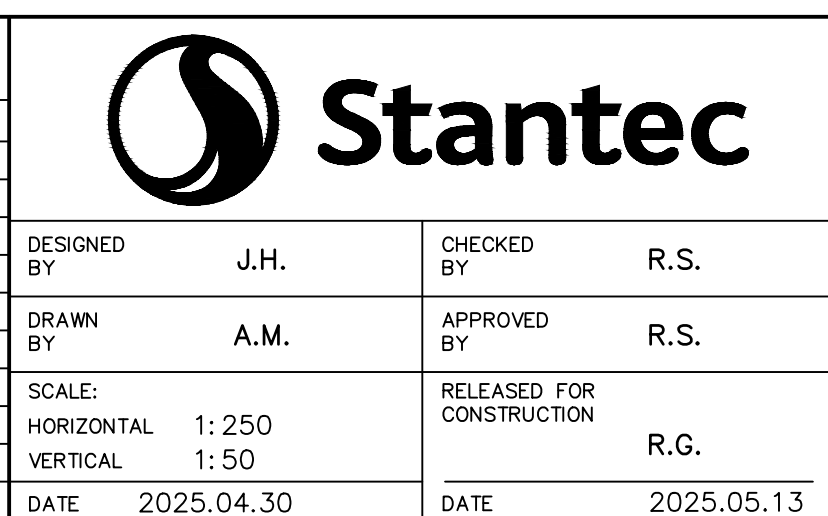 Stantec
DESIGNED
BY
J.H.
CHECKED
BY
R.S.
DRAWN
BY
A.M.
APPROVED
BY
R.S.
SCALE:
HORIZONTAL 1:250
VERTICAL 1:50
RELEASED FOR
CONSTRUCTION
R.G.
DATE 2025.04.30
DATE 2025.05.13